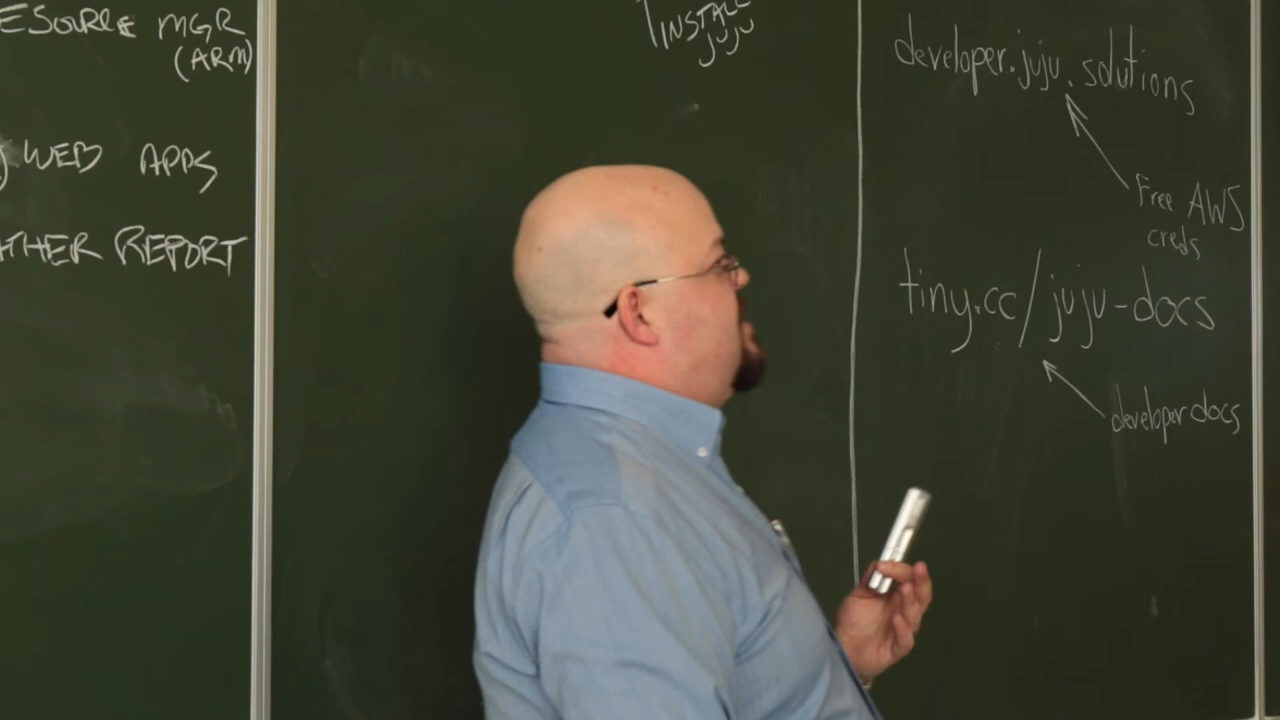 ESOURCE MGR
(ARM)
WEB APPS
THER REPORT
INSTALL
juju
developer.juju.solutions
Free AWS
creds
tiny.cc/juju-docs
developer docs